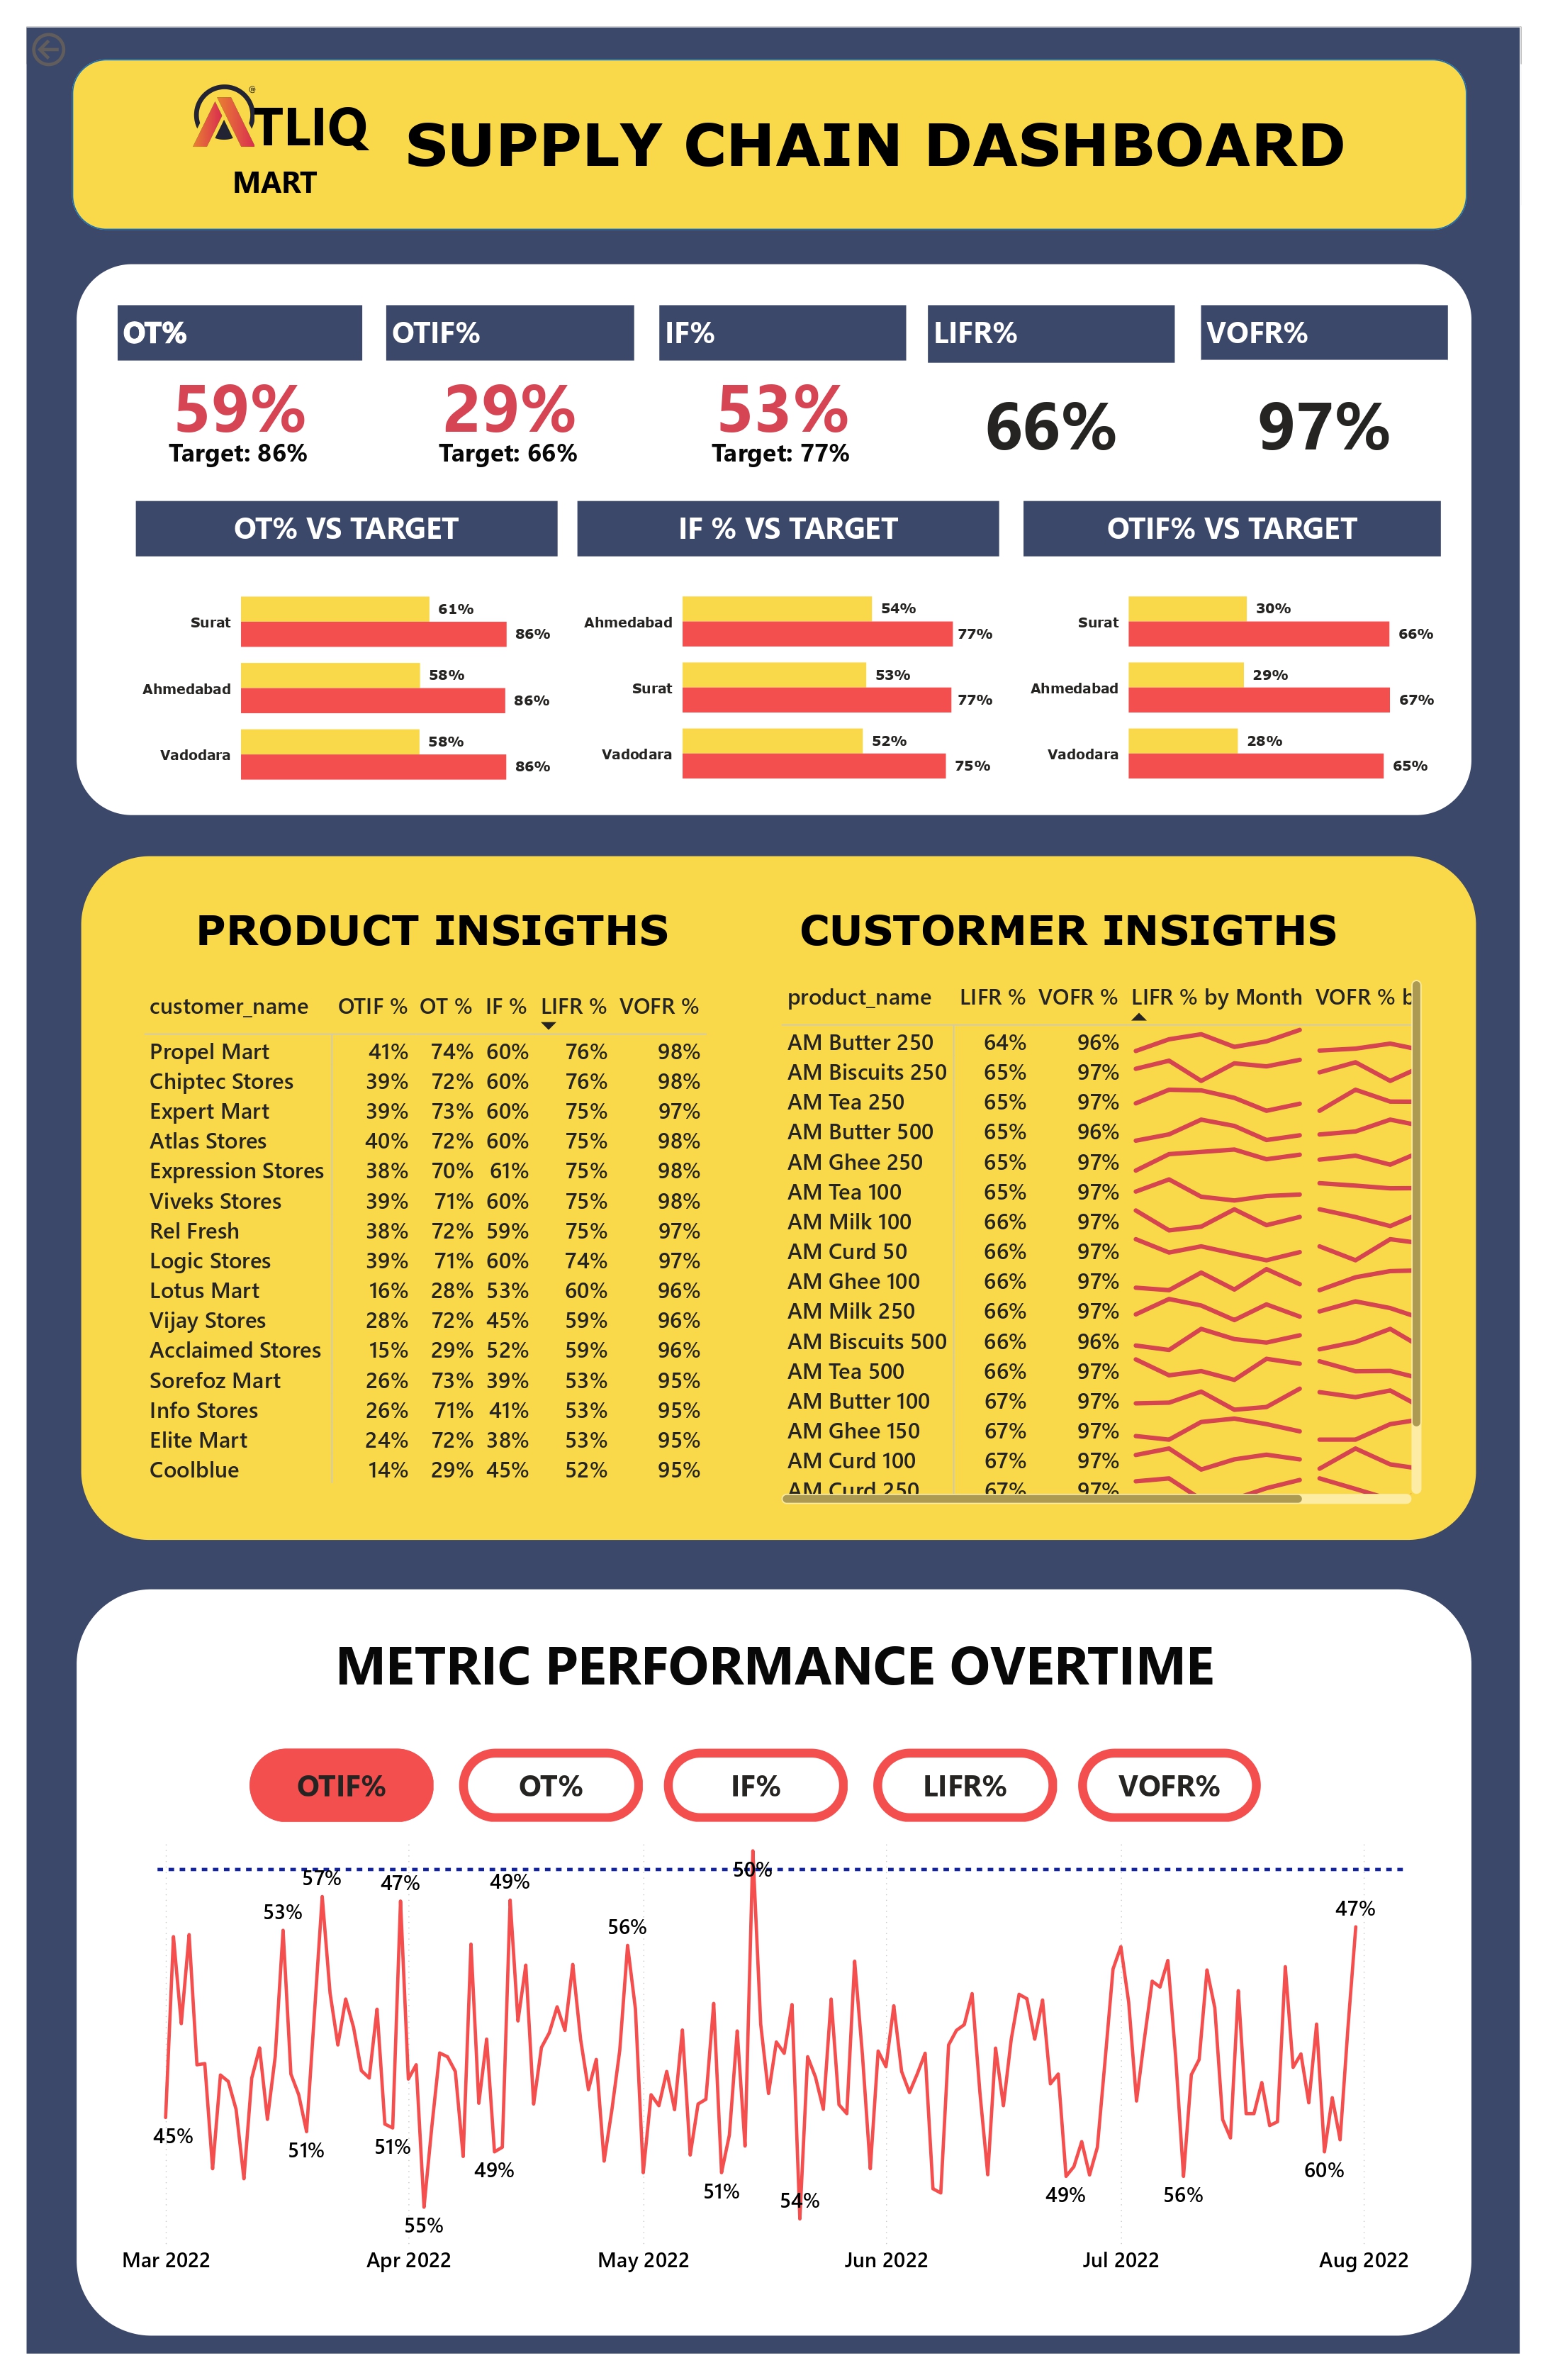 TLIQ
MART
SUPPLY CHAIN DASHBOARD
OT%
OTIF%
IF%
LIFR%
VOFR%
59%
Target: 86%
29%
Target: 66%
53%
Target: 77%
66%
97%
OT% VS TARGET
Surat 61% 86%
Ahmedabad 58% 86%
Vadodara 58% 86%
IF % VS TARGET
Ahmedabad 54% 77%
Surat 53% 77%
Vadodara 52% 75%
OTIF% VS TARGET
Surat 30% 66%
Ahmedabad 29% 67%
Vadodara 28% 65%
PRODUCT INSIGTHS
customer_name OTIF % OT % IF % LIFR % VOFR %
Propel Mart 41% 74% 60% 76% 98%
Chiptec Stores 39% 72% 60% 76% 98%
Expert Mart 39% 73% 60% 75% 97%
Atlas Stores 40% 72% 60% 75% 98%
Expression Stores 38% 70% 61% 75% 98%
Viveks Stores 39% 71% 60% 75% 98%
Rel Fresh 38% 72% 59% 75% 97%
Logic Stores 39% 71% 60% 74% 97%
Lotus Mart 16% 28% 53% 60% 96%
Vijay Stores 28% 72% 45% 59% 96%
Acclaimed Stores 15% 29% 52% 59% 96%
Sorefoz Mart 26% 73% 39% 53% 95%
Info Stores 26% 71% 41% 53% 95%
Elite Mart 24% 72% 38% 53% 95%
Coolblue 14% 29% 45% 52% 95%
CUSTORMER INSIGTHS
product_name LIFR % VOFR % LIFR % by Month VOFR % b
AM Butter 250 64% 96%
AM Biscuits 250 65% 97%
AM Tea 250 65% 97%
AM Butter 500 65% 96%
AM Ghee 250 65% 97%
AM Tea 100 65% 97%
AM Milk 100 66% 97%
AM Curd 50 66% 97%
AM Ghee 100 66% 97%
AM Milk 250 66% 97%
AM Biscuits 500 66% 96%
AM Tea 500 66% 97%
AM Butter 100 67% 97%
AM Ghee 150 67% 97%
AM Curd 100 67% 97%
AM Curd 250 67% 97%
METRIC PERFORMANCE OVERTIME
OTIF%
OT%
IF%
LIFR%
VOFR%
45%
53%
51%
57%
51%
47%
55%
49%
49%
56%
51%
50%
54%
49%
56%
60%
47%
Mar 2022
Apr 2022
May 2022
Jun 2022
Jul 2022
Aug 2022